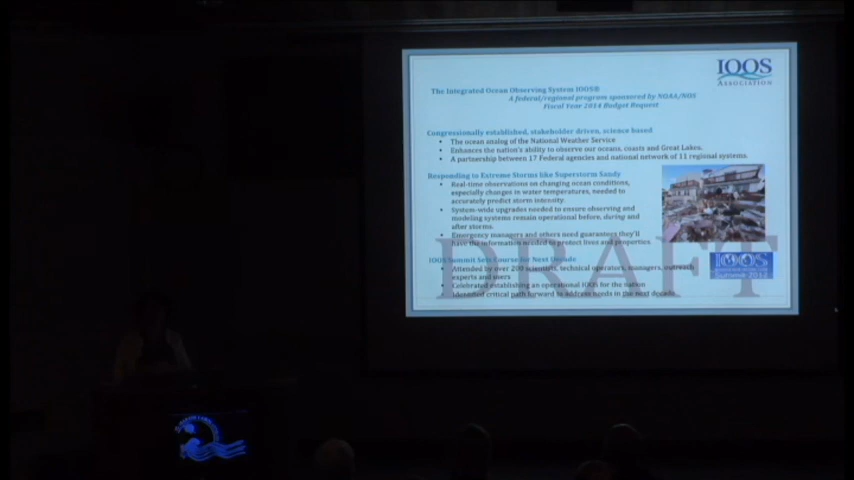 IOOS
ASSOCIATION
The Integrated Ocean Observing System IOOS®
A federal/regional program sponsored by NOAA/NOS
Fiscal Year 2014 Budget Request
Congressionally established, stakeholder driven, science based
• The ocean analog of the National Weather Service
• Enhances the nation's ability to observe our oceans, coasts and Great Lakes.
• A partnership between 17 Federal agencies and national network of 11 regional systems.
Responding to Extreme Storms like Superstorm Sandy
• Real-time observations on changing ocean conditions,
especially changes in water temperatures, needed to
accurately predict storm intensity.
• System-wide upgrades needed to ensure observing and
modeling systems remain operational before, during and
after storms.
• Emergency managers and others need guarantees they'll
have the information needed to protect lives and properties.
DRAFT
IOOS Summit Sets Course for Next Decade
• Attended by over 200 scientists, technical operators, managers, outreach
experts and users
• Celebrated establishing an operational IOOS for the nation
• Identified critical path forward to address needs in the next decade
IOOS
Summit 2012